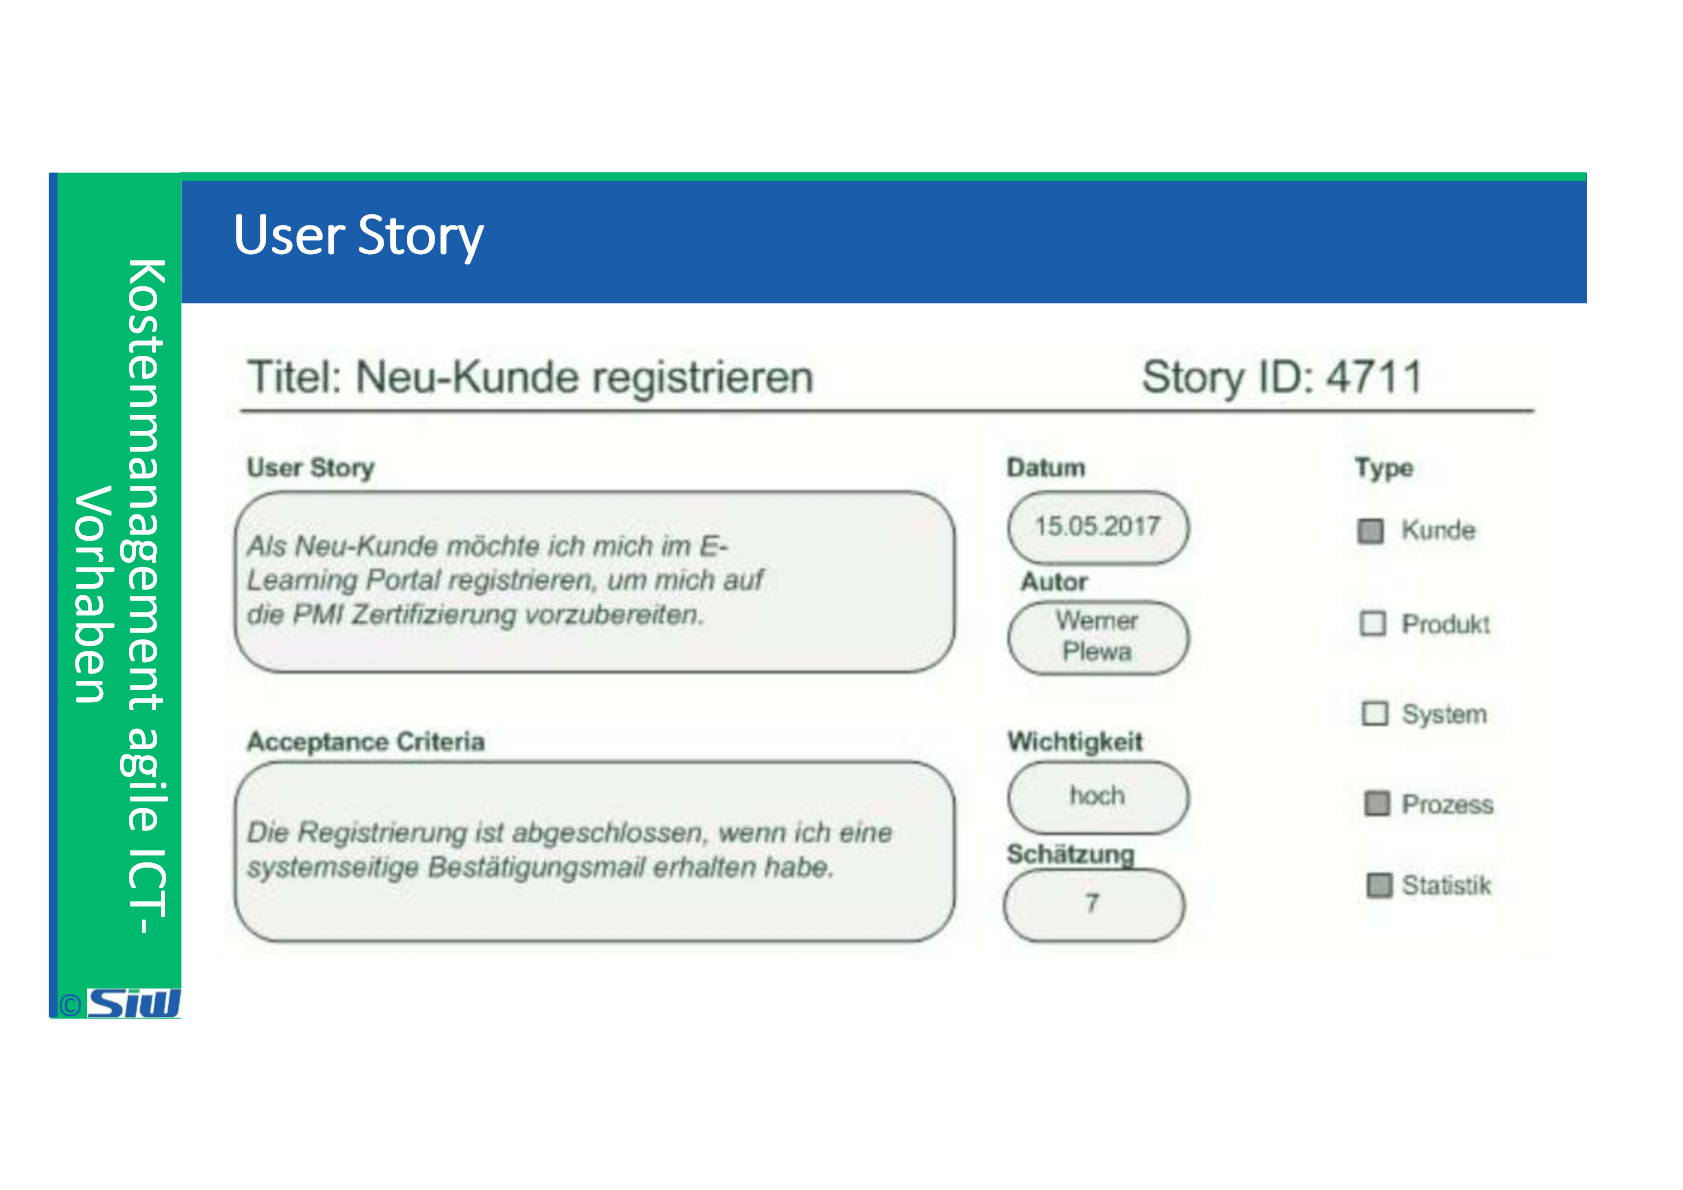 User Story
Kostenmanagement agile ICT-
Vorhaben
© SiW
Titel: Neu-Kunde registrieren
Story ID: 4711
User Story
Als Neu-Kunde möchte ich mich im E-
Learning Portal registrieren, um mich auf
die PMI Zertifizierung vorzubereiten.
Acceptance Criteria
Die Registrierung ist abgeschlossen, wenn ich eine
systemseitige Bestätigungsmail erhalten habe.
Datum
15.05.2017
Autor
Werner
Plewa
Wichtigkeit
hoch
Schätzung
7
Type
Kunde
Produkt
System
Prozess
Statistik